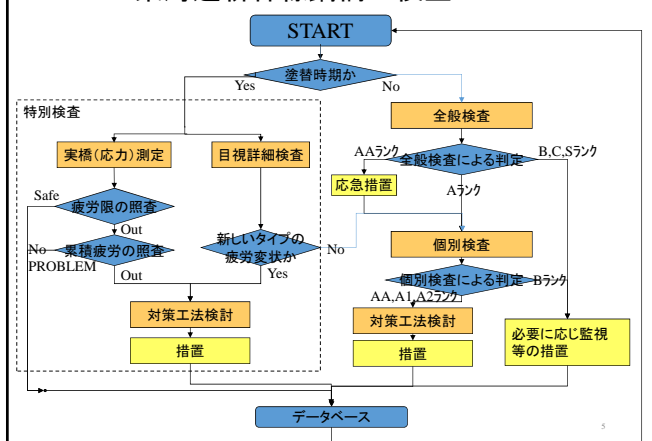 START
塗替時期か
Yes
No
特別検査
全般検査
実橋(応力)測定
目視詳細検査
AAランク
全般検査による判定
B,C,Sランク
応急措置
Aランク
Safe
疲労限の照査
Out
新しいタイプの
疲労変状か
No
個別検査
No
累積疲労の照査
PROBLEM
Out
Yes
個別検査による判定
Bランク
AA,A1,A2ランク
対策工法検討
対策工法検討
必要に応じ監視
等の措置
措置
措置
データベース
5